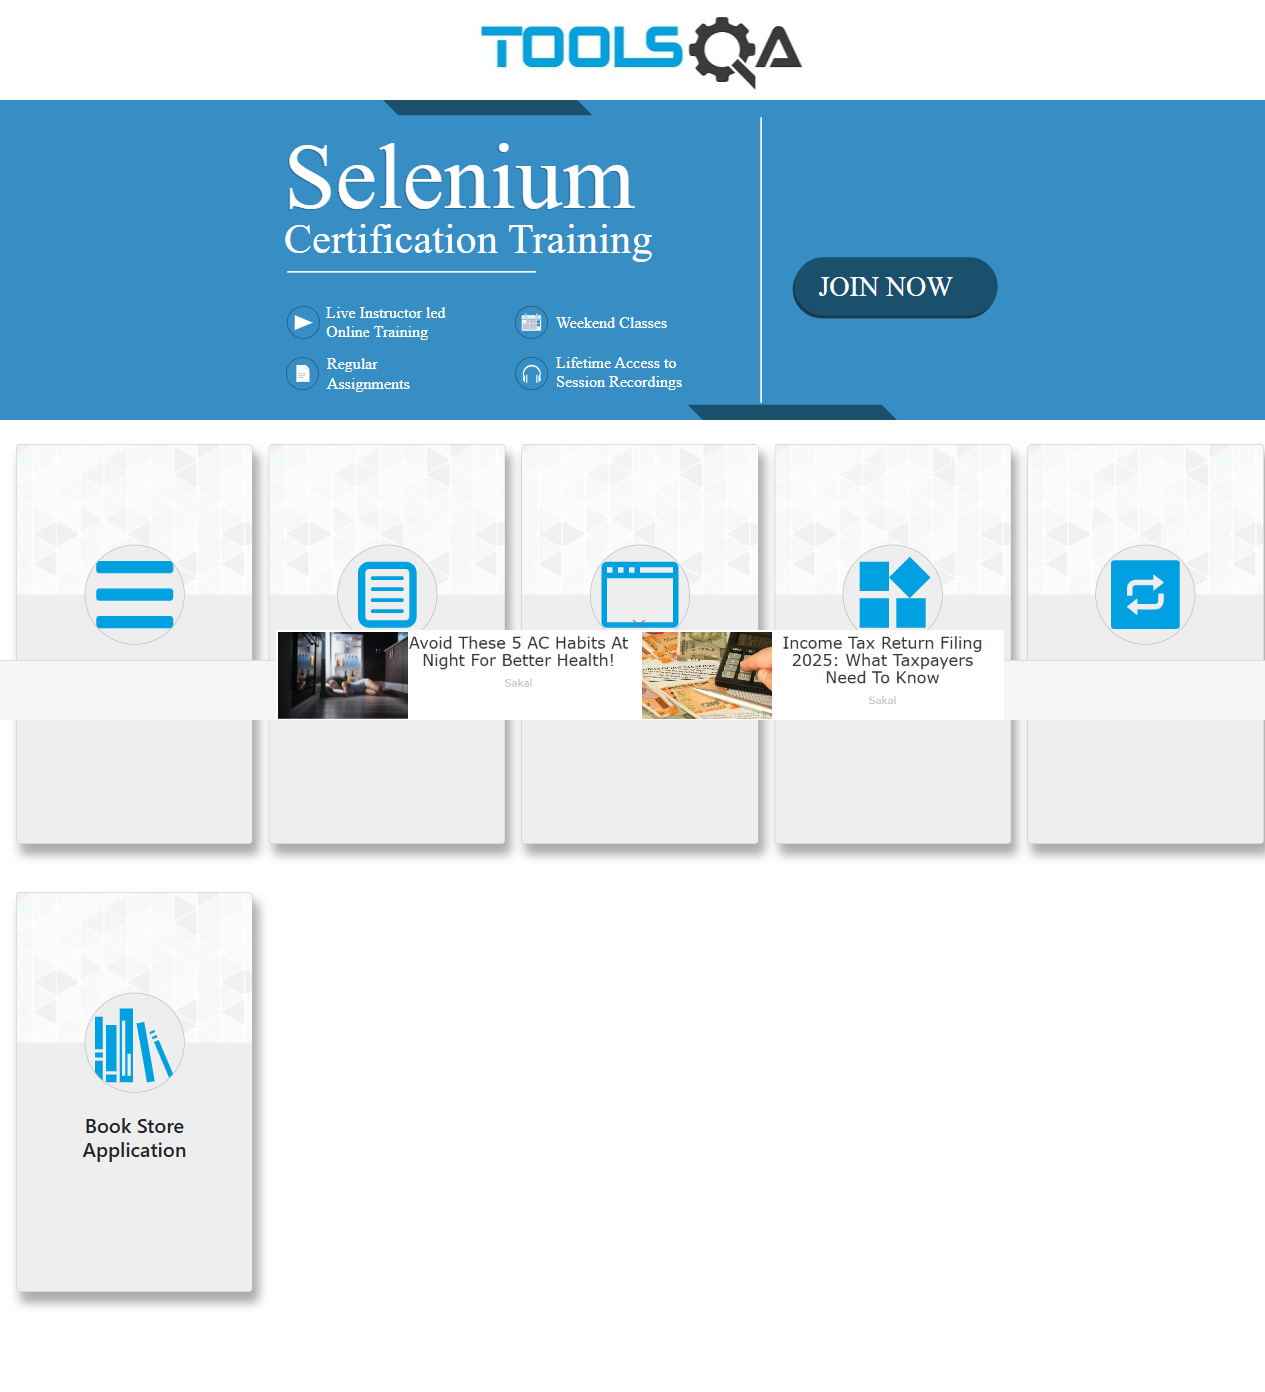 TOOLSQA
Selenium
Certification Training
Live Instructor led
Online Training
Weekend Classes
Regular
Assignments
Lifetime Access to
Session Recordings
JOIN NOW
Avoid These 5 AC Habits At
Night For Better Health!
Sakal
Income Tax Return Filing
2025: What Taxpayers
Need To Know
Sakal
Book Store
Application